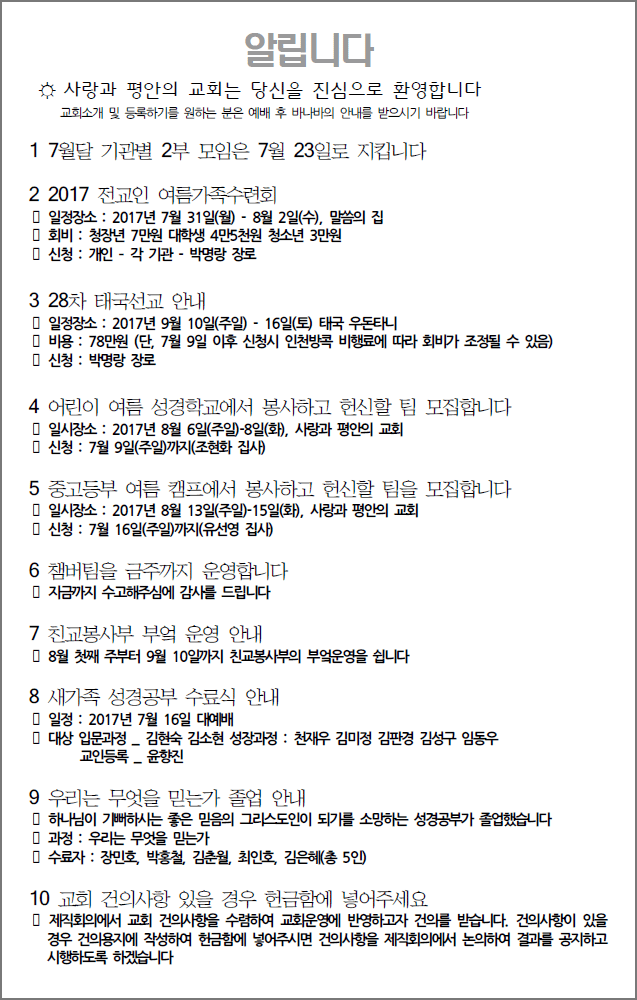 알립니다
☼ 사랑과 평안의 교회는 당신을 진심으로 환영합니다
교회소개 및 등록하기를 원하는 분은 예배 후 바나바의 안내를 받으시기 바랍니다
1 7월달 기관별 2부 모임은 7월 23일로 지킵니다
2 2017 전교인 여름가족수련회
▯ 일정장소 : 2017년 7월 31일(월) - 8월 2일(수), 말씀의 집
▯ 회비 : 청장년 7만원 대학생 4만5천원 청소년 3만원
▯ 신청 : 개인 - 각 기관 - 박명랑 장로
3 28차 태국선교 안내
▯ 일정장소 : 2017년 9월 10일(주일) - 16일(토) 태국 우돈타니
▯ 비용 : 78만원 (단, 7월 9일 이후 신청시 인천방콕 비행료에 따라 회비가 조정될 수 있음)
▯ 신청 : 박명랑 장로
4 어린이 여름 성경학교에서 봉사하고 헌신할 팀 모집합니다
▯ 일시장소 : 2017년 8월 6일(주일)-8일(화), 사랑과 평안의 교회
▯ 신청 : 7월 9일(주일)까지(조현화 집사)
5 중고등부 여름 캠프에서 봉사하고 헌신할 팀을 모집합니다
▯ 일시장소 : 2017년 8월 13일(주일)-15일(화), 사랑과 평안의 교회
▯ 신청 : 7월 16일(주일)까지(유선영 집사)
6 챔버팀을 금주까지 운영합니다
▯ 지금까지 수고해주심에 감사를 드립니다
7 친교봉사부 부엌 운영 안내
▯ 8월 첫째 주부터 9월 10일까지 친교봉사부의 부엌운영을 쉽니다
8 새가족 성경공부 수료식 안내
▯ 일정 : 2017년 7월 16일 대예배
▯ 대상 입문과정 _ 김현숙 김소현 성장과정 : 천재우 김미정 김판경 김성구 임동우
교인등록 _ 윤향진
9 우리는 무엇을 믿는가 졸업 안내
▯ 하나님이 기뻐하시는 좋은 믿음의 그리스도인이 되기를 소망하는 성경공부가 졸업했습니다
▯ 과정 : 우리는 무엇을 믿는가
▯ 수료자 : 장민호, 박홍철, 김춘월, 최인호, 김은혜(총 5인)
10 교회 건의사항 있을 경우 헌금함에 넣어주세요
▯ 제직회의에서 교회 건의사항을 수렴하여 교회운영에 반영하고자 건의를 받습니다. 건의사항이 있을
경우 건의용지에 작성하여 헌금함에 넣어주시면 건의사항을 제직회의에서 논의하여 결과를 공지하고
시행하도록 하겠습니다